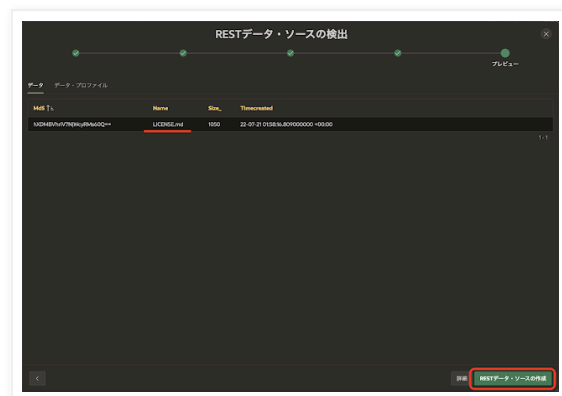 RESTデータ・ソースの検出
プレビュー
データ データ・プロファイル
Md5 Name Size_ Timecreated
LICENSE.md 1050 22-07-21 01:58:16.809000000 +00:00
1 - 1
詳細 RESTデータ・ソースの作成